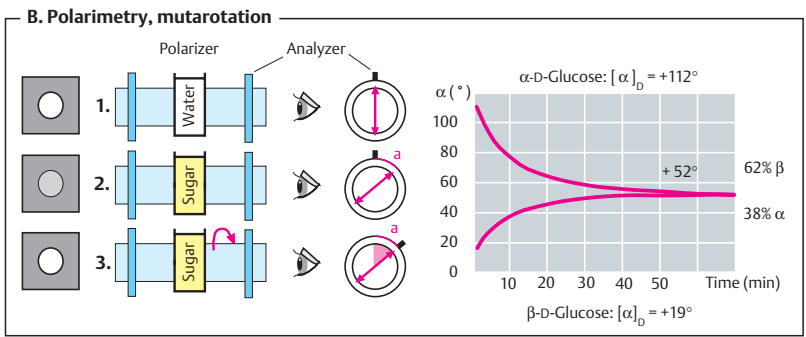 B. Polarimetry, mutarotation
Polarizer
Analyzer
1.
Water
2.
Sugar
a
3.
Sugar
a
α-D-Glucose: [α]D = +112°
α (°)
100
80
60
40
20
0
+ 52°
62% β
38% α
10 20 30 40 50 Time (min)
β-D-Glucose: [α]D = +19°